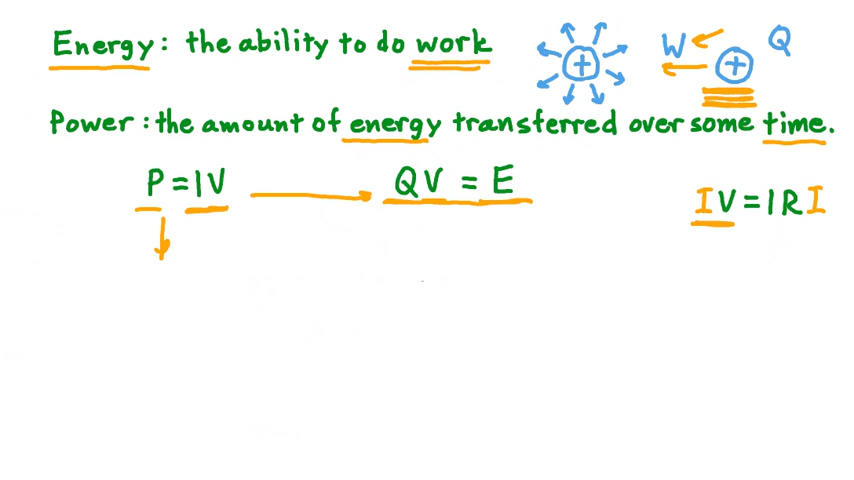 Energy: the ability to do work
+ W + Q
Power: the amount of energy transferred over some time.
P = IV QV = E
IV = IRI